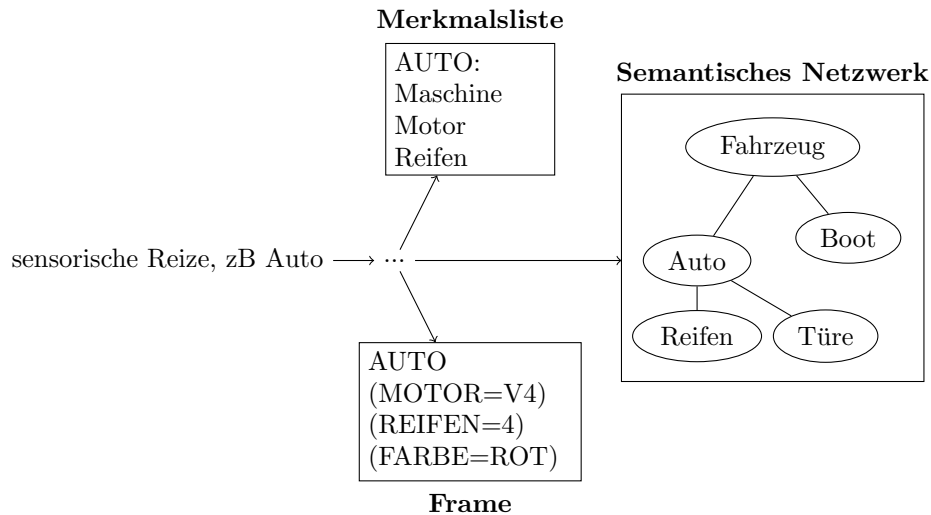 Merkmalsliste
AUTO:
Maschine
Motor
Reifen
Semantisches Netzwerk
Fahrzeug
Boot
Auto
Reifen
Türe
sensorische Reize, zB Auto
...
AUTO
(MOTOR=V4)
(REIFEN=4)
(FARBE=ROT)
Frame